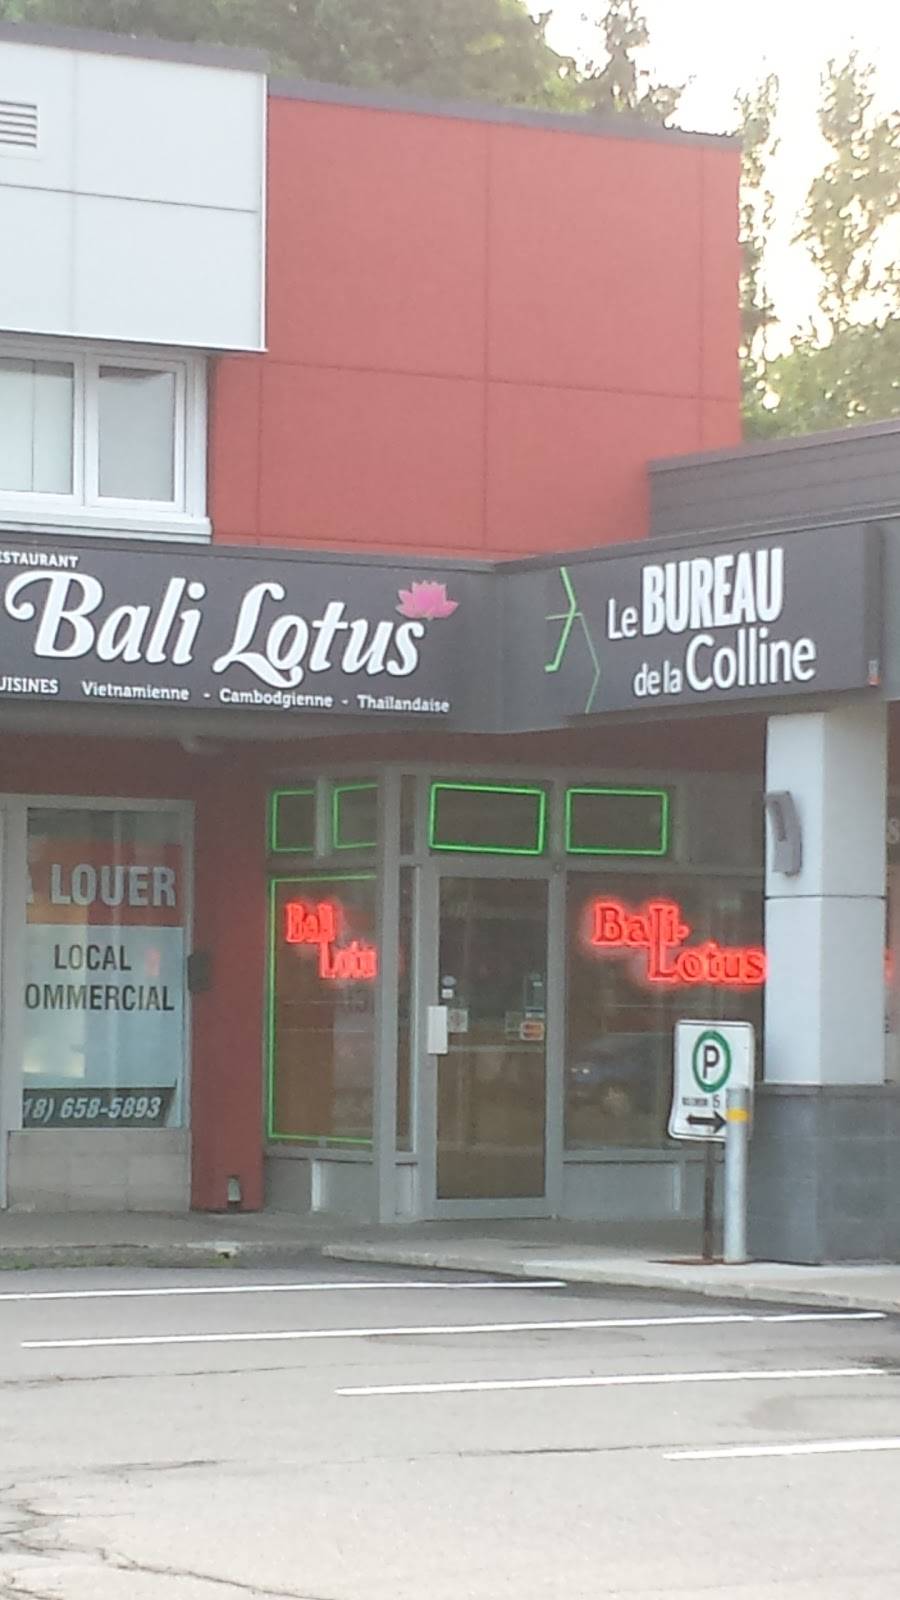 ESTAURANT
Bali Lotus
UISINES Vietnamienne - Cambodgienne - Thaïlandaise
Le BUREAU
de la Colline
LOUER
LOCAL
OMMERCIAL
18) 658-5893
Bali
Lotu
Bali-
Lotus
P